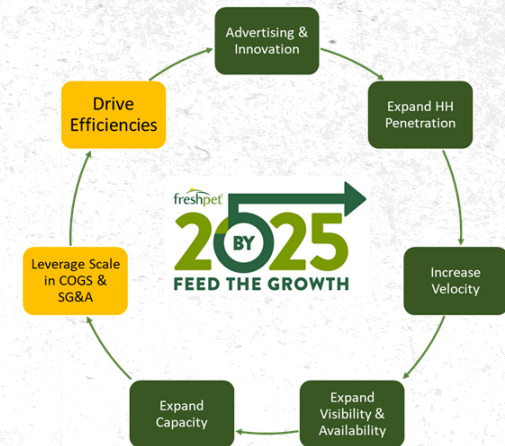 Advertising &
Innovation
Expand HH
Penetration
Increase
Velocity
Expand
Visibility &
Availability
Expand
Capacity
Leverage Scale
in COGS &
SG&A
Drive
Efficiencies
freshpet
2025
BY
FEED THE GROWTH